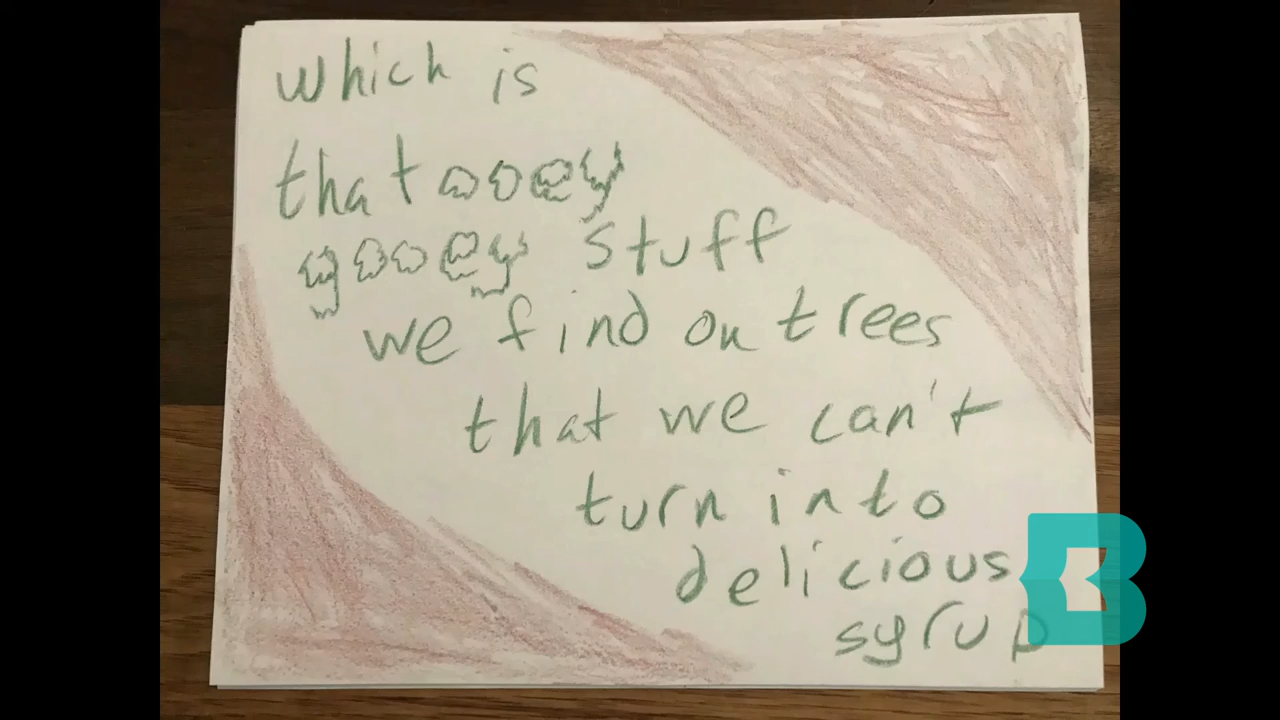 which is
that ooey
gooey stuff
we find on trees
that we can't
turn into
delicious
syrup